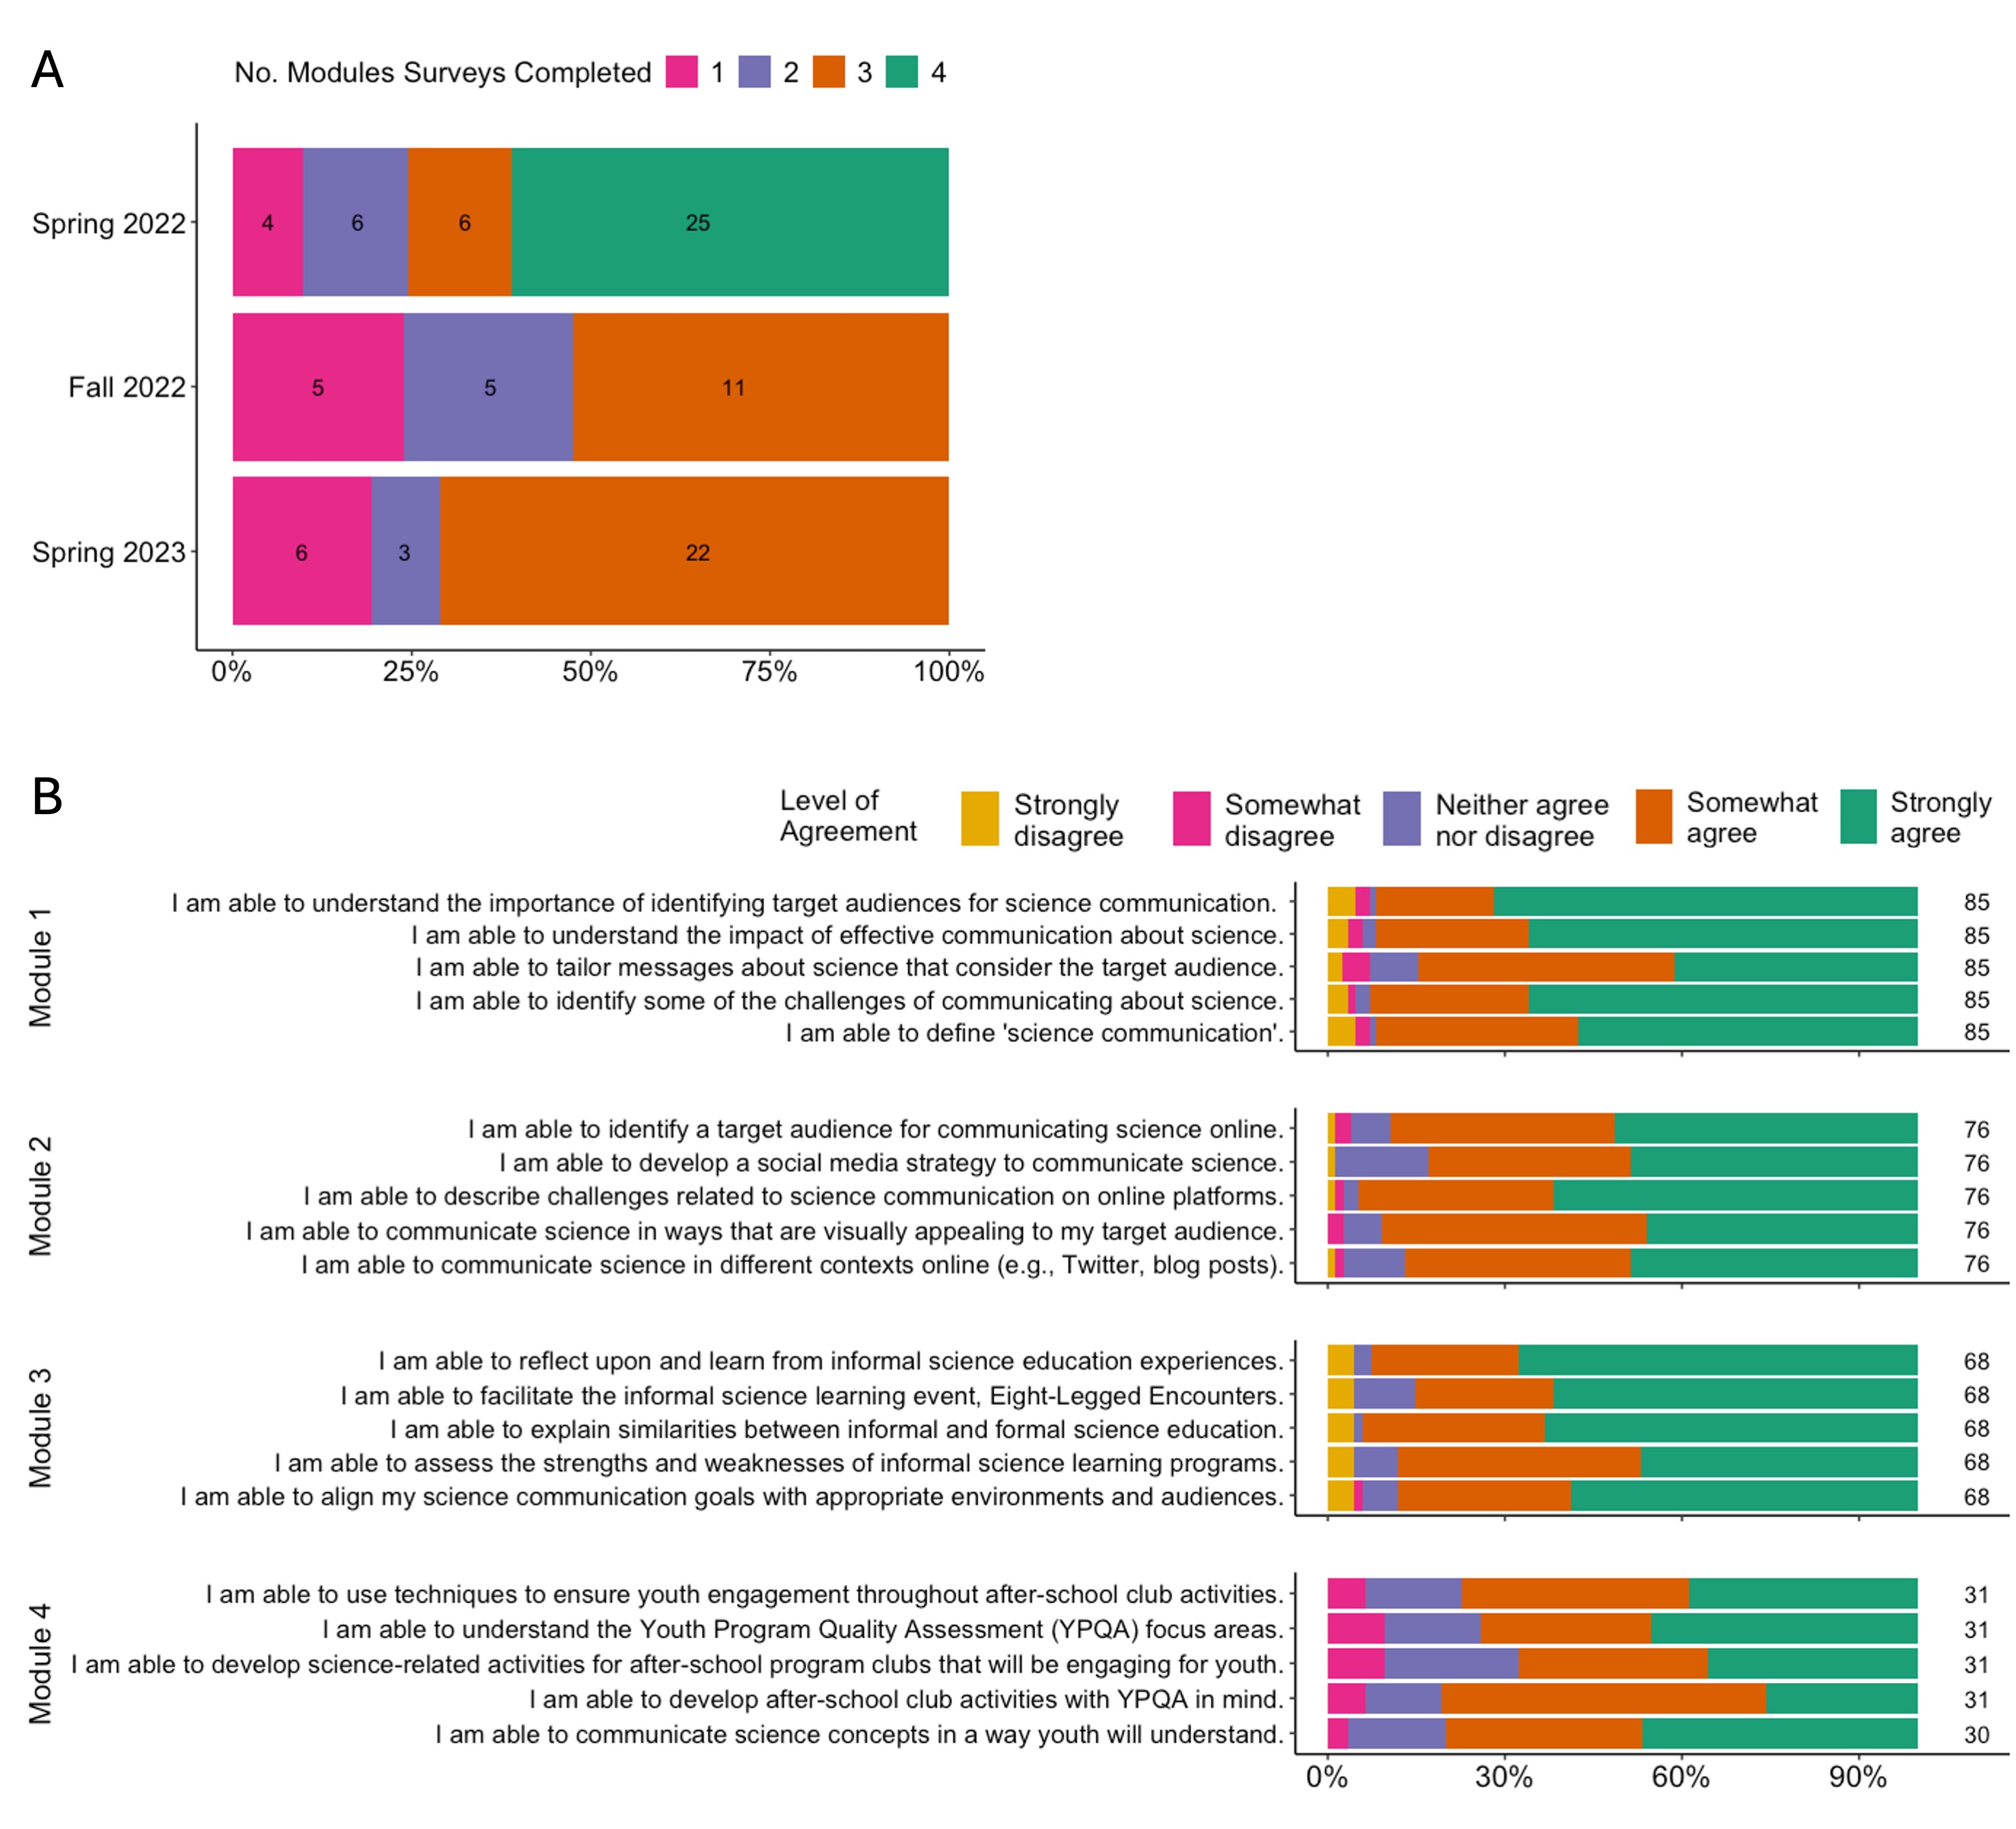 A
No. Modules Surveys Completed 1 2 3 4
Spring 2022 4 6 6 25
Fall 2022 5 5 11
Spring 2023 6 3 22
0% 25% 50% 75% 100%
B
Level of
Agreement
Strongly
disagree
Somewhat
disagree
Neither agree
nor disagree
Somewhat
agree
Strongly
agree
Module 1
I am able to understand the importance of identifying target audiences for science communication. 85
I am able to understand the impact of effective communication about science. 85
I am able to tailor messages about science that consider the target audience. 85
I am able to identify some of the challenges of communicating about science. 85
I am able to define 'science communication'. 85
Module 2
I am able to identify a target audience for communicating science online. 76
I am able to develop a social media strategy to communicate science. 76
I am able to describe challenges related to science communication on online platforms. 76
I am able to communicate science in ways that are visually appealing to my target audience. 76
I am able to communicate science in different contexts online (e.g., Twitter, blog posts). 76
Module 3
I am able to reflect upon and learn from informal science education experiences. 68
I am able to facilitate the informal science learning event, Eight-Legged Encounters. 68
I am able to explain similarities between informal and formal science education. 68
I am able to assess the strengths and weaknesses of informal science learning programs. 68
I am able to align my science communication goals with appropriate environments and audiences. 68
Module 4
I am able to use techniques to ensure youth engagement throughout after-school club activities. 31
I am able to understand the Youth Program Quality Assessment (YPQA) focus areas. 31
I am able to develop science-related activities for after-school program clubs that will be engaging for youth. 31
I am able to develop after-school club activities with YPQA in mind. 31
I am able to communicate science concepts in a way youth will understand. 30
0% 30% 60% 90%